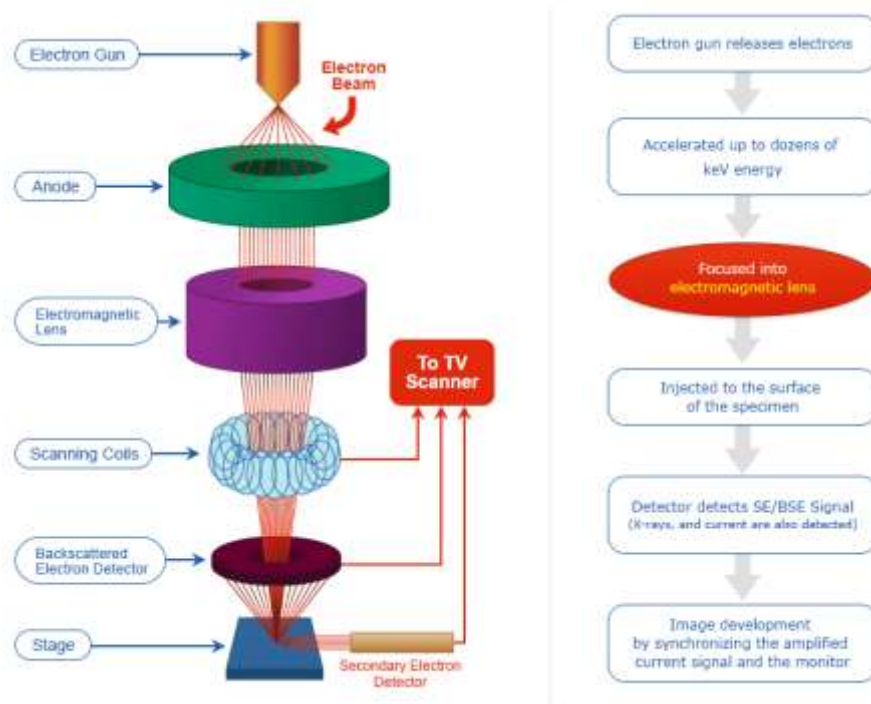 Electron Gun
Electron
Beam
Anode
Electromagnetic
Lens
To TV
Scanner
Scanning Coils
Backscattered
Electron Detector
Stage
Secondary Electron
Detector
Electron gun releases electrons
Accelerated up to dozens of
keV energy
Focused into
electromagnetic lens
Injected to the surface
of the specimen
Detector detects SE/BSE Signal
(X-rays, and current are also detected)
Image development
by synchronizing the amplified
current signal and the monitor